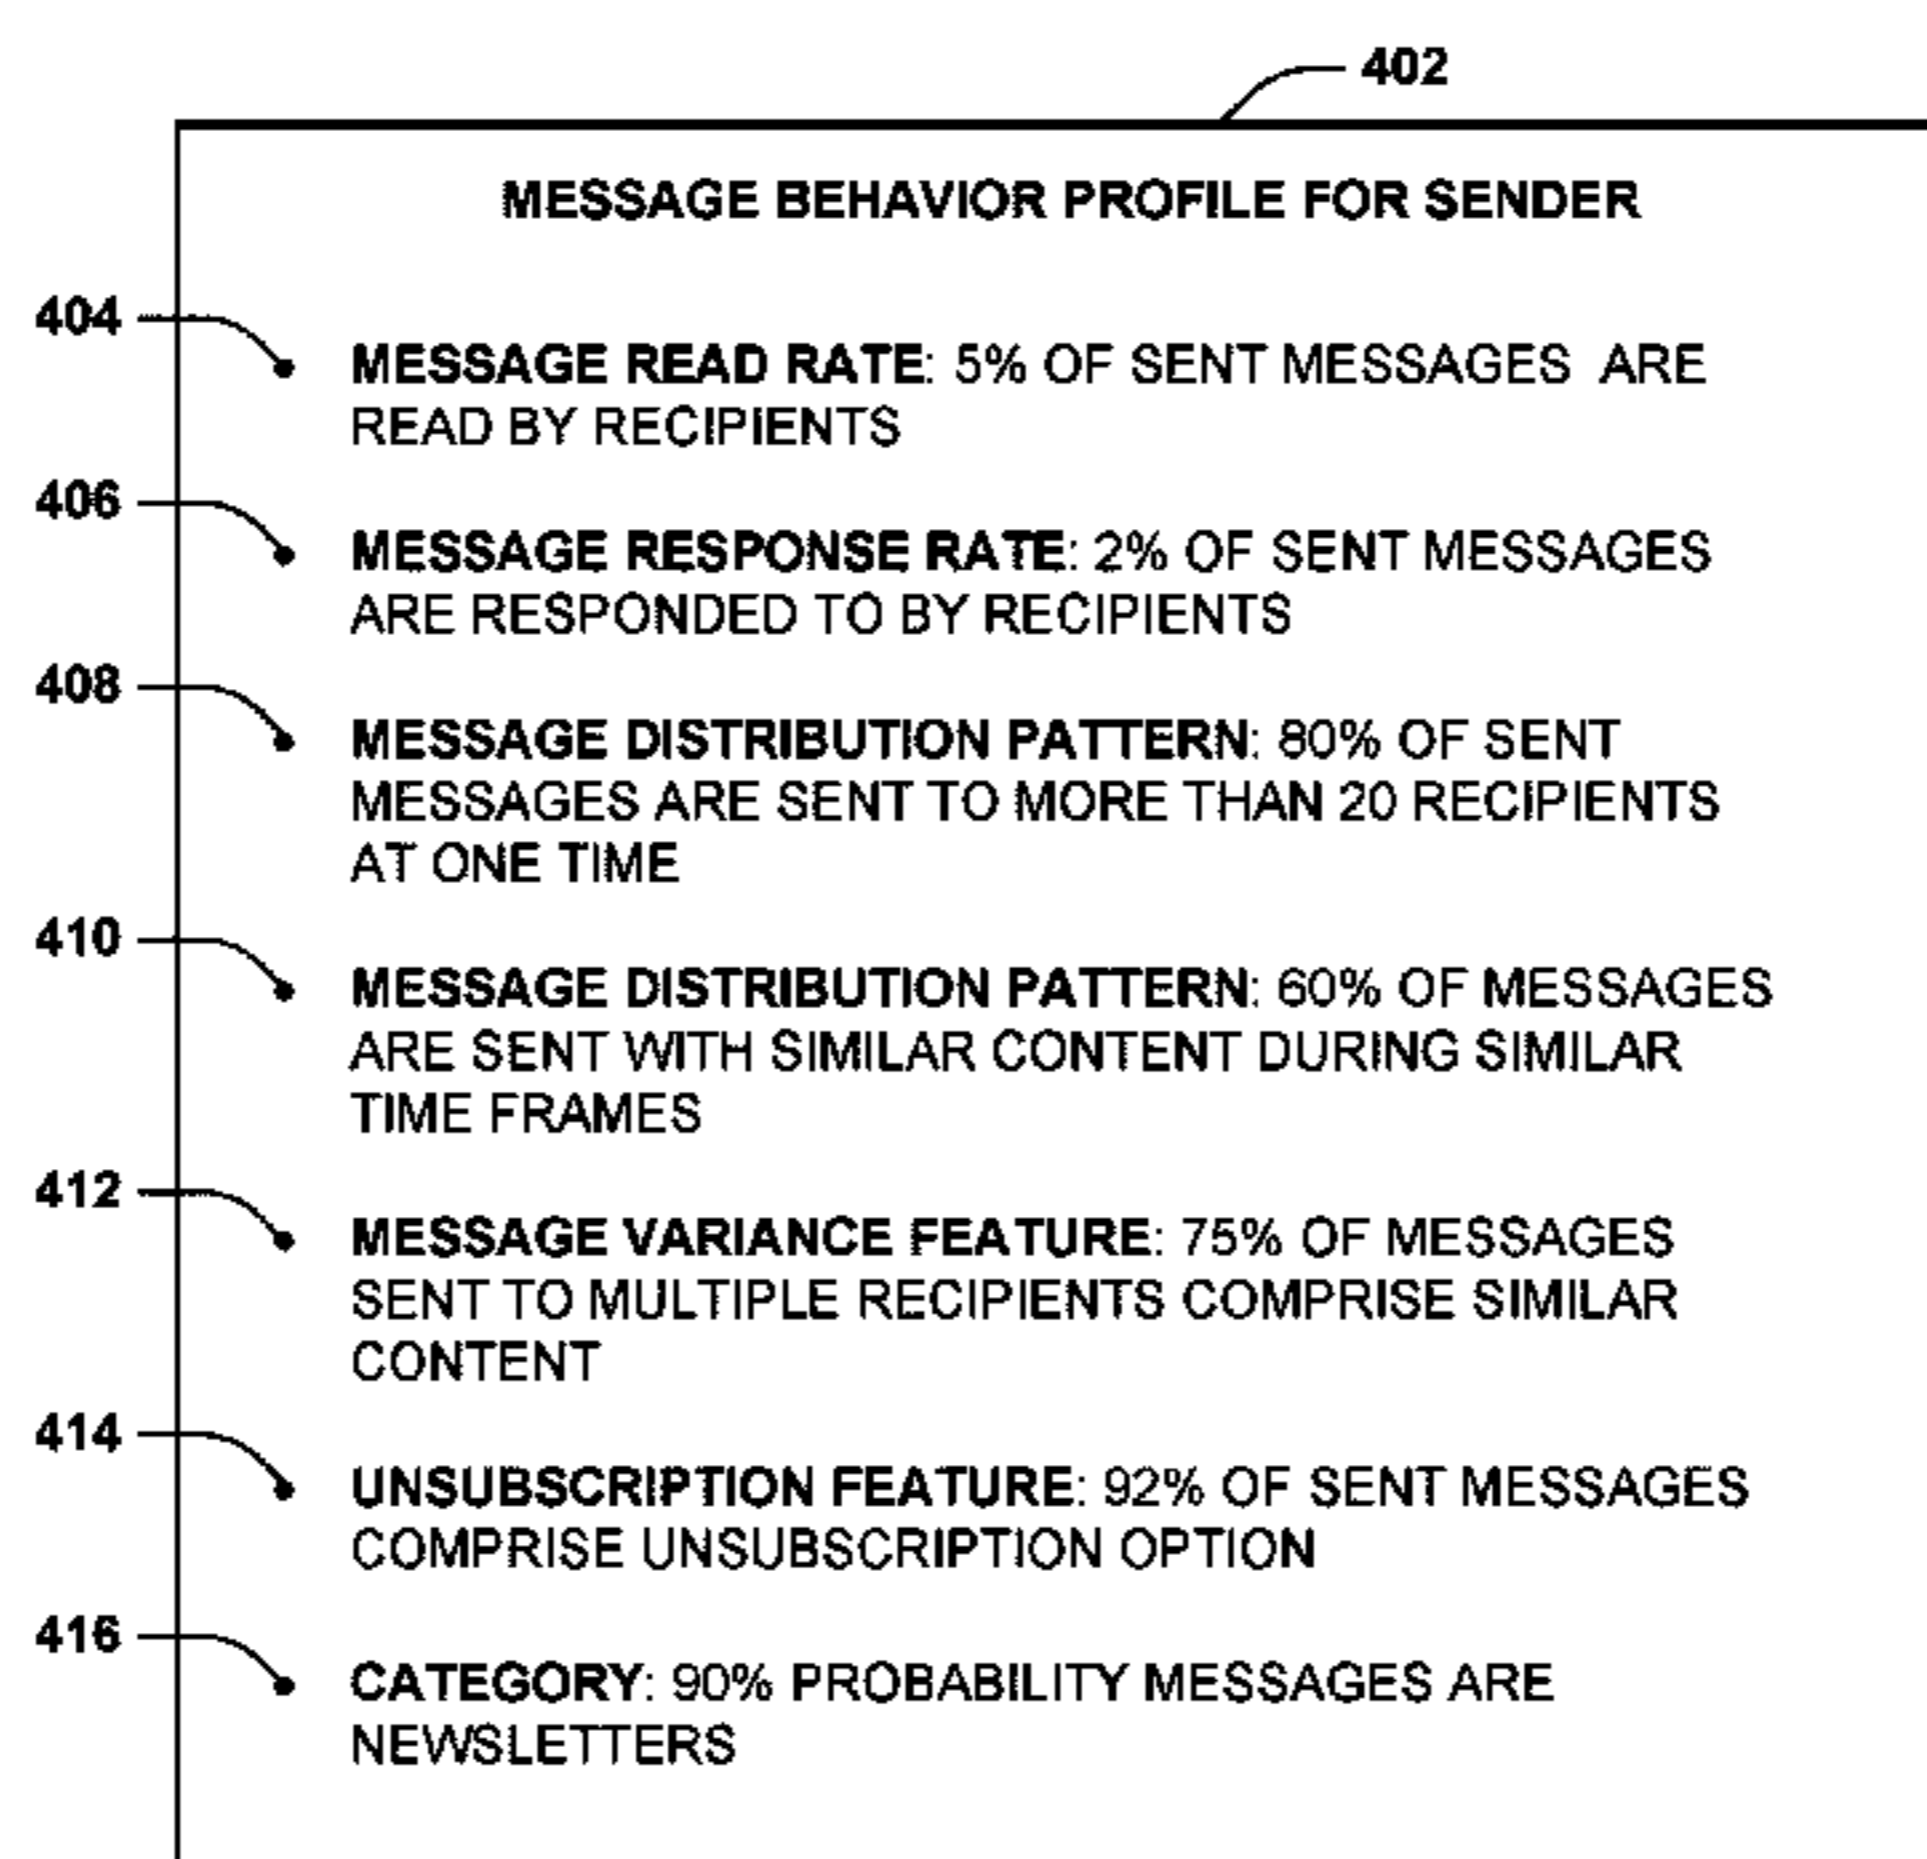 402
MESSAGE BEHAVIOR PROFILE FOR SENDER
404
MESSAGE READ RATE: 5% OF SENT MESSAGES ARE
READ BY RECIPIENTS
406
MESSAGE RESPONSE RATE: 2% OF SENT MESSAGES
ARE RESPONDED TO BY RECIPIENTS
408
MESSAGE DISTRIBUTION PATTERN: 80% OF SENT
MESSAGES ARE SENT TO MORE THAN 20 RECIPIENTS
AT ONE TIME
410
MESSAGE DISTRIBUTION PATTERN: 60% OF MESSAGES
ARE SENT WITH SIMILAR CONTENT DURING SIMILAR
TIME FRAMES
412
MESSAGE VARIANCE FEATURE: 75% OF MESSAGES
SENT TO MULTIPLE RECIPIENTS COMPRISE SIMILAR
CONTENT
414
UNSUBSCRIPTION FEATURE: 92% OF SENT MESSAGES
COMPRISE UNSUBSCRIPTION OPTION
416
CATEGORY: 90% PROBABILITY MESSAGES ARE
NEWSLETTERS